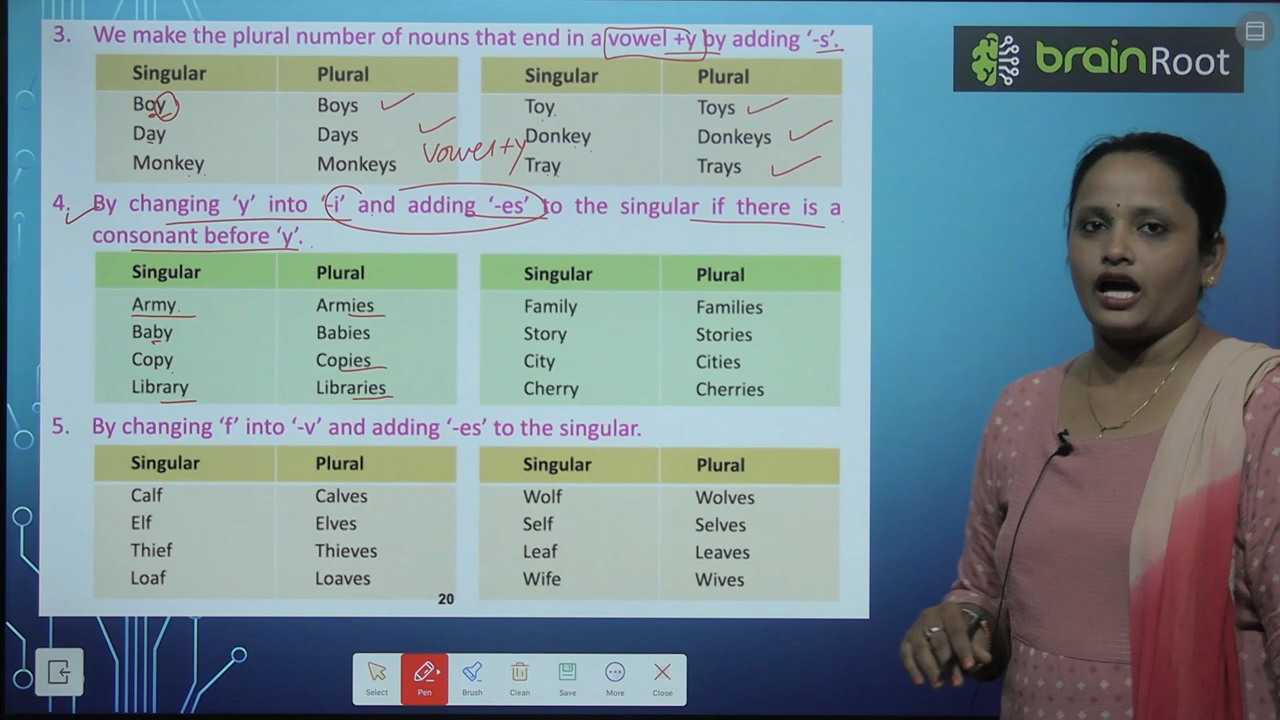 3. We make the plural number of nouns that end in a vowel +y by adding ‘-s’.
Singular Plural Singular Plural
Boy Boys Toy Toys
Day Days Donkey Donkeys
Monkey Monkeys Tray Trays
vowel+y
4. By changing ‘y’ into ‘-i’ and adding ‘-es’ to the singular if there is a
consonant before ‘y’.
Singular Plural Singular Plural
Army Armies Family Families
Baby Babies Story Stories
Copy Copies City Cities
Library Libraries Cherry Cherries
5. By changing ‘f’ into ‘-v’ and adding ‘-es’ to the singular.
Singular Plural Singular Plural
Calf Calves Wolf Wolves
Elf Elves Self Selves
Thief Thieves Leaf Leaves
Loaf Loaves Wife Wives
20
brainRoot
Select Pen Brush Clean Save More Close